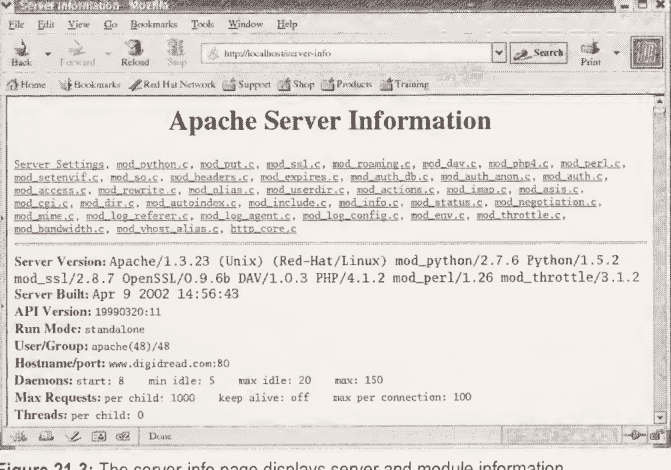 Server information - Mozilla
File Edit View Go Bookmarks Tools Window Help
Back Forward Reload Stop http://localhost/server-info Search Print
Home Bookmarks Red Hat Network Support Shop Products Training
Apache Server Information
Server Settings, mod_python.c, mod_put.c, mod_ssl.c, mod_roaming.c, mod_dav.c, mod_php4.c, mod_perl.c,
mod_setenvif.c, mod_so.c, mod_headers.c, mod_expires.c, mod_auth_db.c, mod_auth_anon.c, mod_auth.c,
mod_access.c, mod_rewrite.c, mod_alias.c, mod_userdir.c, mod_actions.c, mod_imap.c, mod_asis.c,
mod_cgi.c, mod_dir.c, mod_autoindex.c, mod_include.c, mod_info.c, mod_status.c, mod_negotiation.c,
mod_mime.c, mod_log_referer.c, mod_log_agent.c, mod_log_config.c, mod_env.c, mod_throttle.c,
mod_bandwidth.c, mod_vhost_alias.c, http_core.c
Server Version: Apache/1.3.23 (Unix) (Red-Hat/Linux) mod_python/2.7.6 Python/1.5.2
mod_ssl/2.8.7 OpenSSL/0.9.6b DAV/1.0.3 PHP/4.1.2 mod_perl/1.26 mod_throttle/3.1.2
Server Built: Apr 9 2002 14:56:43
API Version: 19990320:11
Run Mode: standalone
User/Group: apache(48)/48
Hostname/port: www.digidread.com:80
Daemons: start: 8 min idle: 5 max idle: 20 max: 150
Max Requests: per child: 1000 keep alive: off max per connection: 100
Threads: per child: 0
Done
Figure 21-3: The server info page displays server and module information